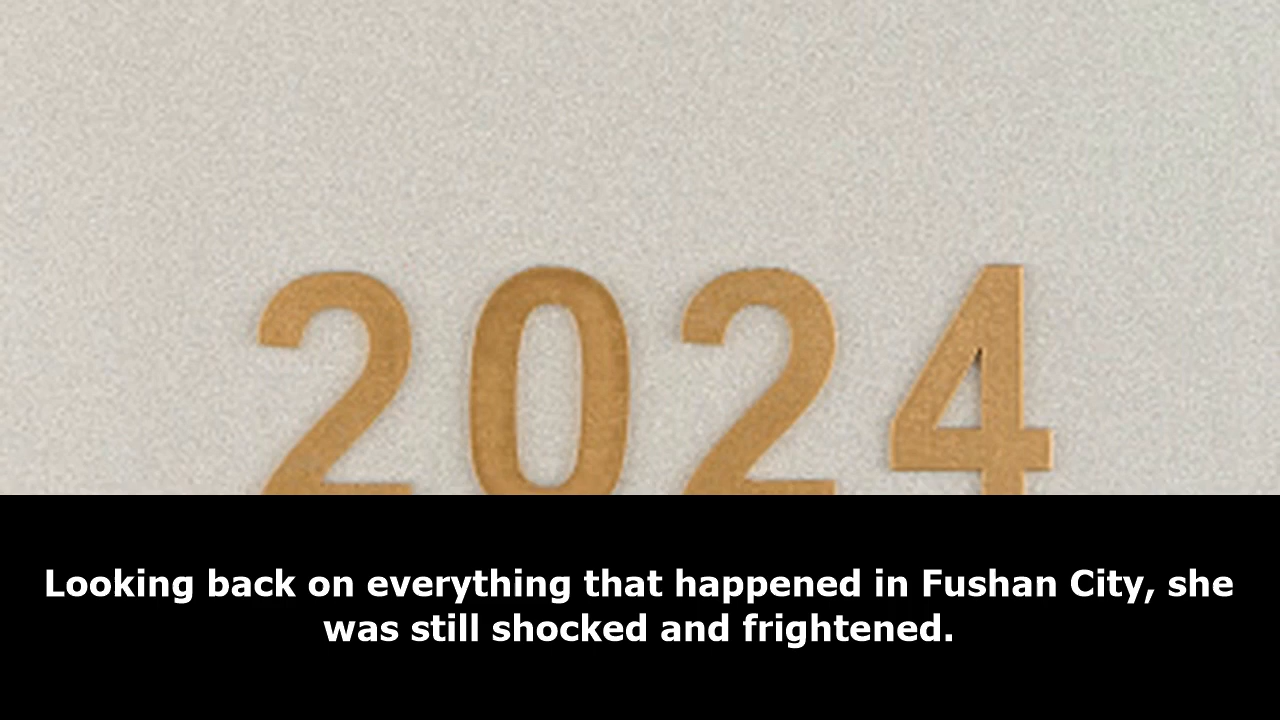 2024
Looking back on everything that happened in Fushan City, she
was still shocked and frightened.